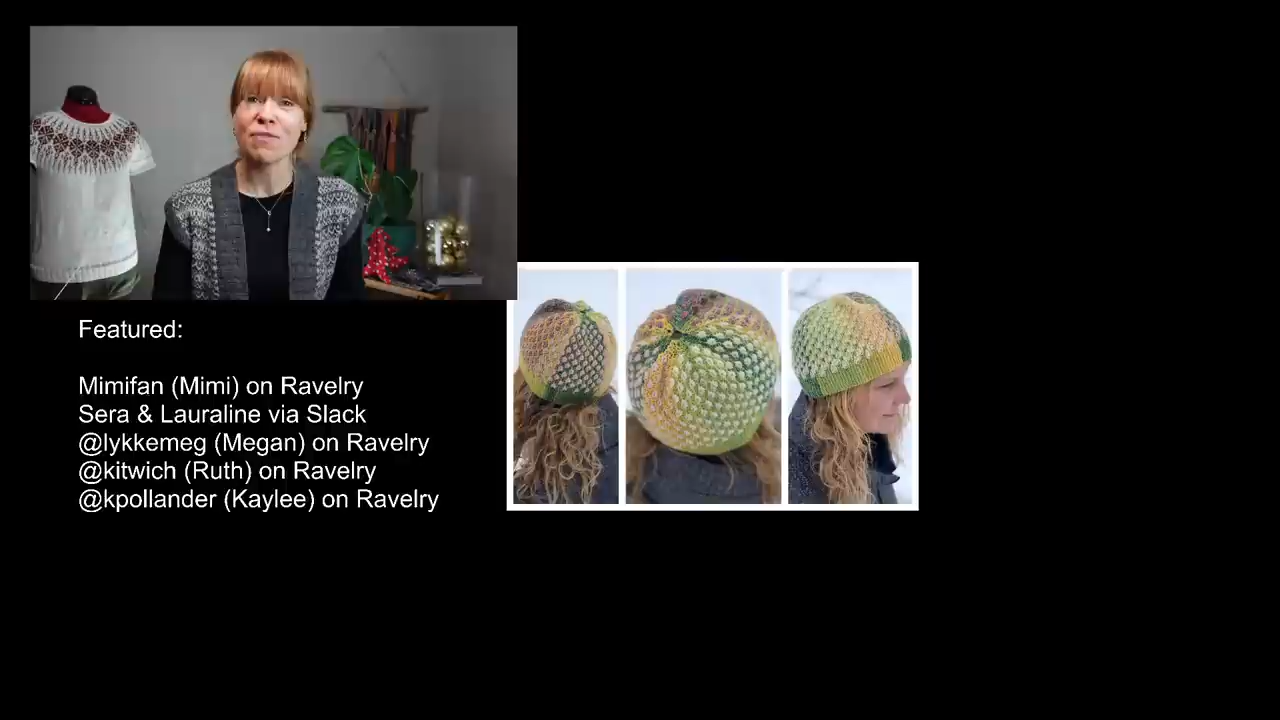 Featured:
Mimifan (Mimi) on Ravelry
Sera & Lauraline via Slack
@lykkemeg (Megan) on Ravelry
@kitwich (Ruth) on Ravelry
@kpollander (Kaylee) on Ravelry